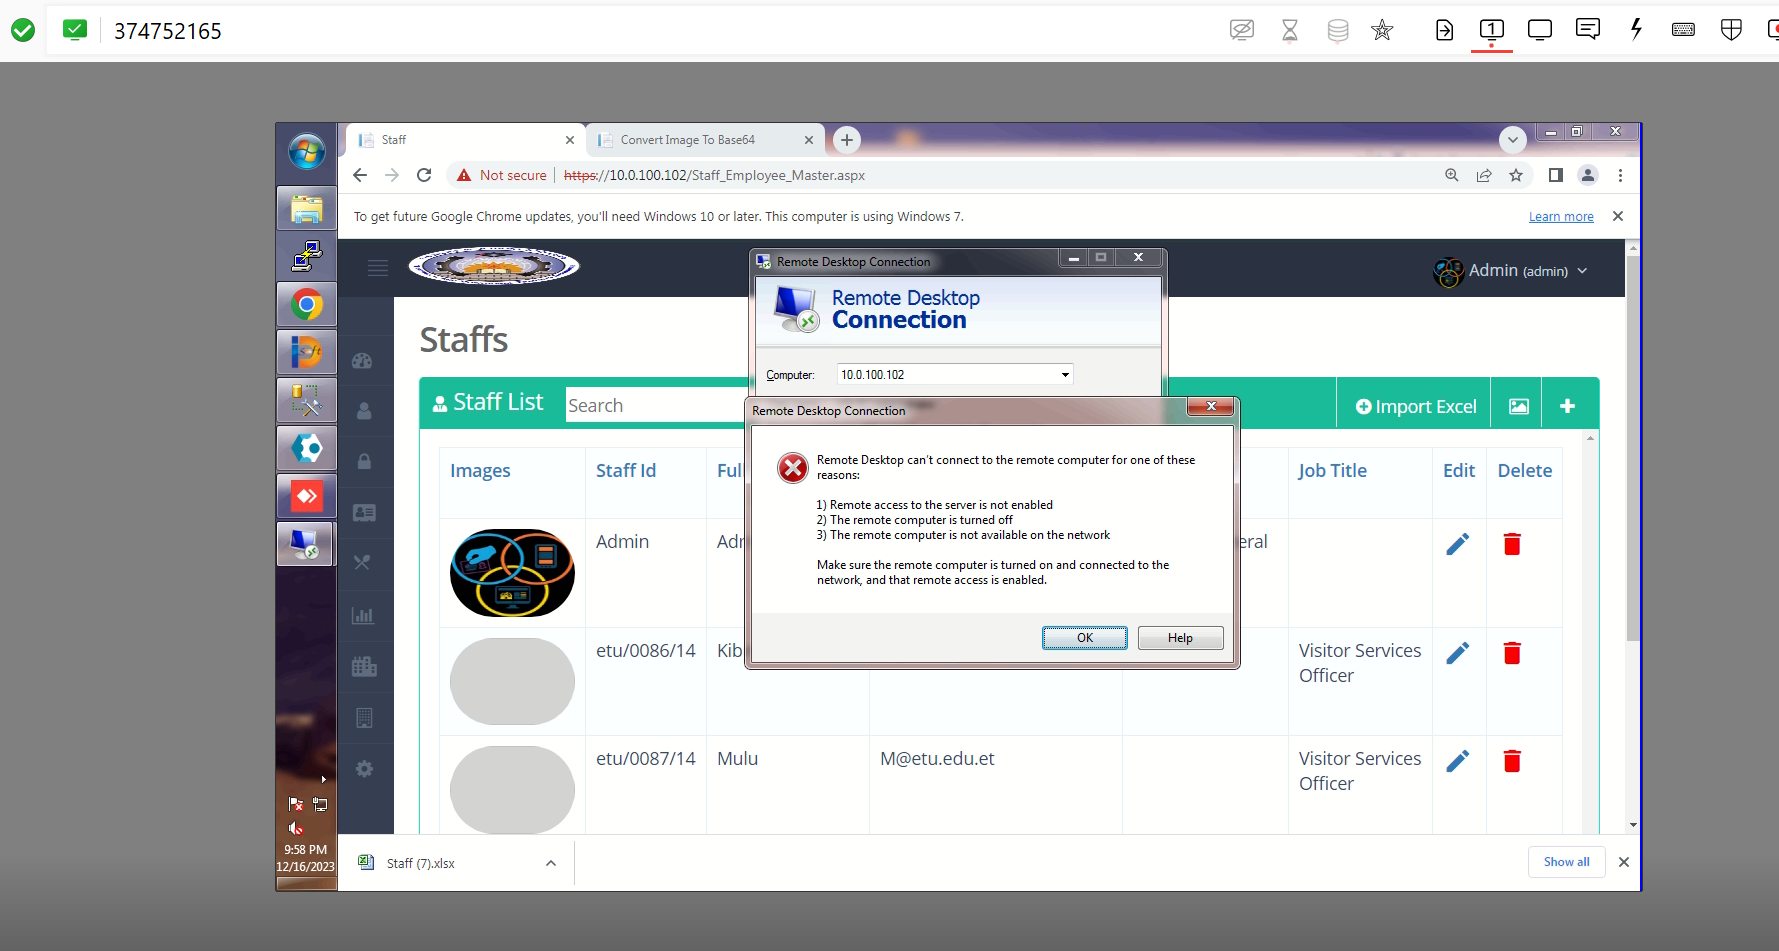 374752165
Staff
Convert Image To Base64
Not secure
https://10.0.100.102/Staff_Employee_Master.aspx
To get future Google Chrome updates, you'll need Windows 10 or later. This computer is using Windows 7.
Learn more
Remote Desktop Connection
Admin (admin)
Remote Desktop
Connection
Staffs
Computer:
10.0.100.102
Staff List
Search
Import Excel
Remote Desktop Connection
Remote Desktop can't connect to the remote computer for one of these
reasons:
1) Remote access to the server is not enabled
2) The remote computer is turned off
3) The remote computer is not available on the network
Make sure the remote computer is turned on and connected to the
network, and that remote access is enabled.
OK
Help
Images
Staff Id
Full
Job Title
Edit
Delete
Admin
eral
etu/0086/14
Kib
Visitor Services
Officer
etu/0087/14
Mulu
M@etu.edu.et
Visitor Services
Officer
9:58 PM
12/16/2023
Staff (7).xlsx
Show all